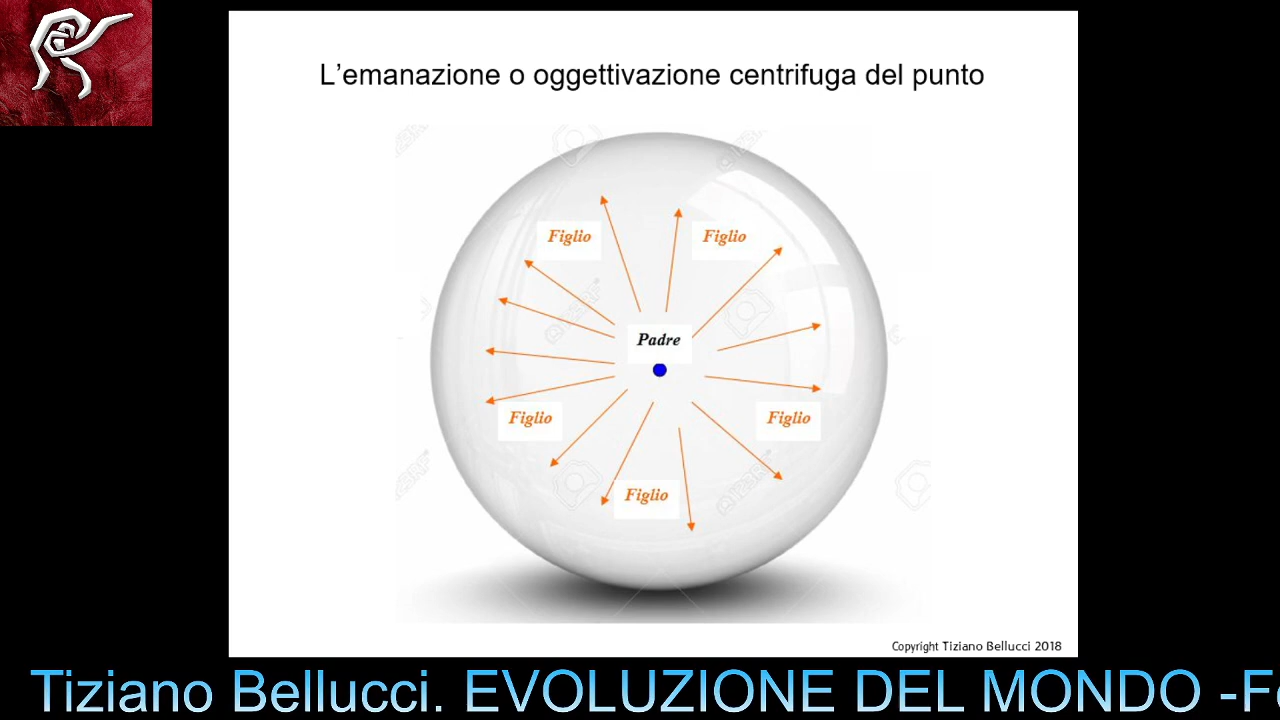 L’emanazione o oggettivazione centrifuga del punto
Figlio
Figlio
Padre
Figlio
Figlio
Figlio
Copyright Tiziano Bellucci 2018
Tiziano Bellucci. EVOLUZIONE DEL MONDO -F